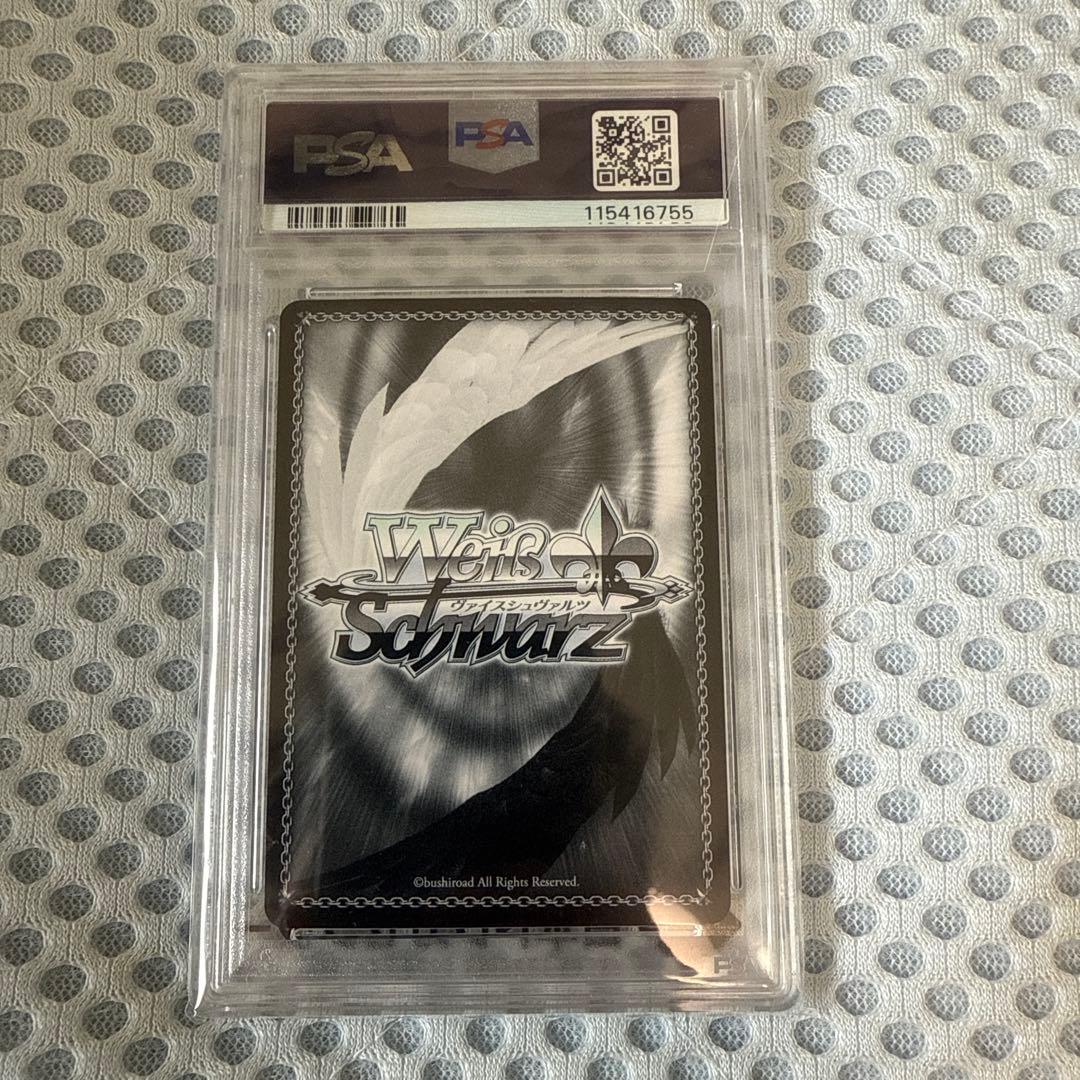 PSA
PSA
115416755
Weiß
ヴァイスシュヴァルツ
Schwarz
©bushiroad All Rights Reserved.